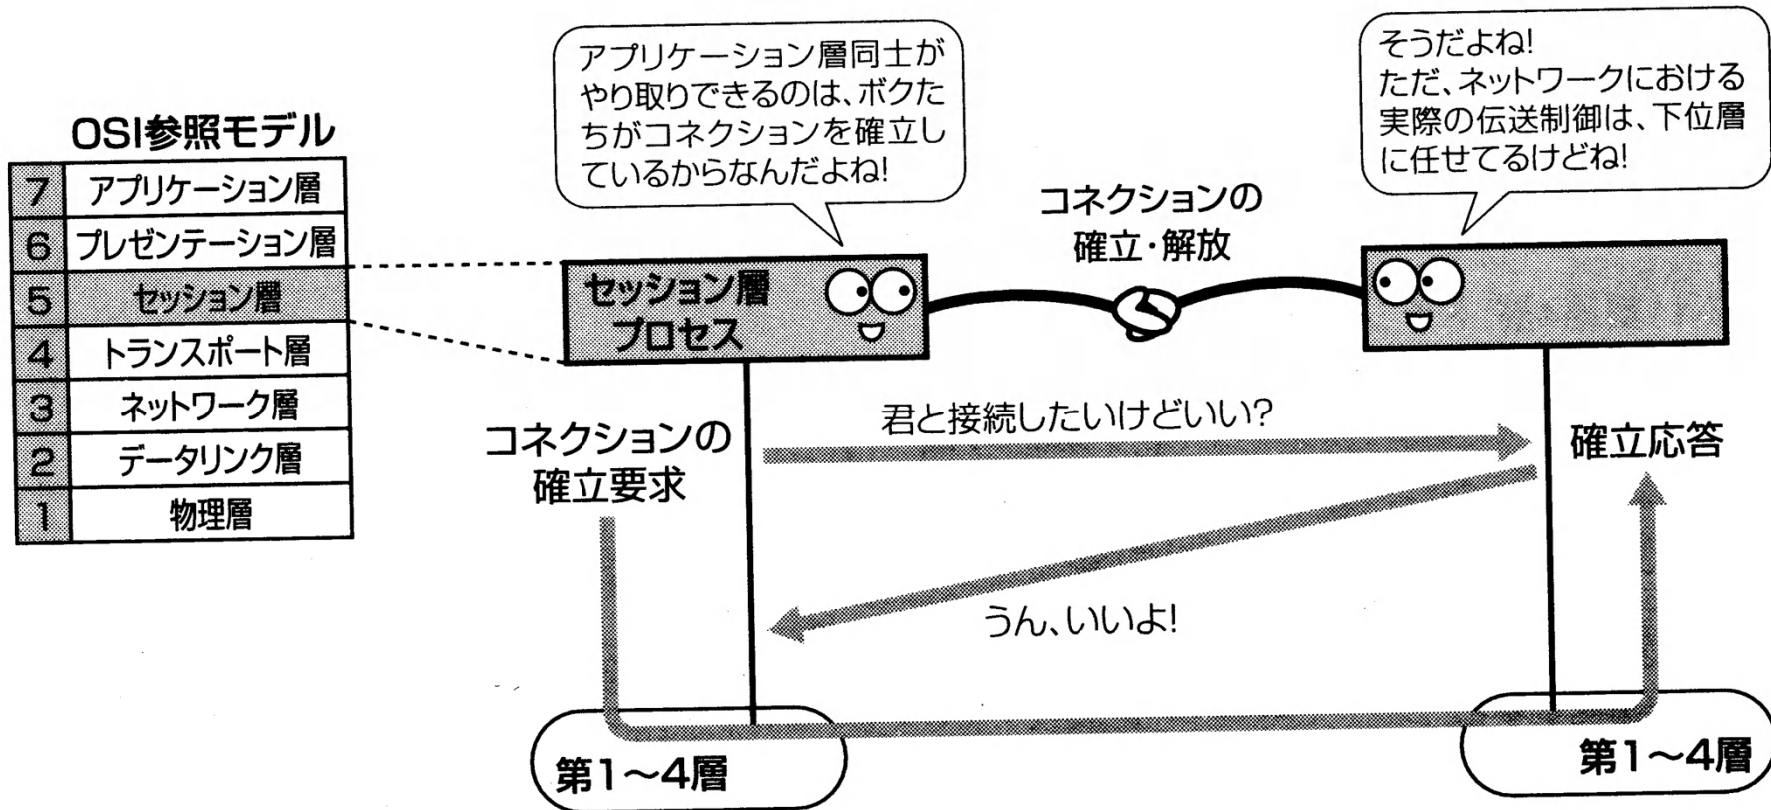 OSI参照モデル
7 アプリケーション層
6 プレゼンテーション層
5 セッション層
4 トランスポート層
3 ネットワーク層
2 データリンク層
1 物理層
アプリケーション層同士が
やり取りできるのは、ボクた
ちがコネクションを確立し
ているからなんだよね!
そうだよね!
ただ、ネットワークにおける
実際の伝送制御は、下位層
に任せてるけどね!
コネクションの
確立・解放
セッション層
プロセス
君と接続したいけどいい?
コネクションの
確立要求
確立応答
うん、いいよ!
第1〜4層
第1〜4層